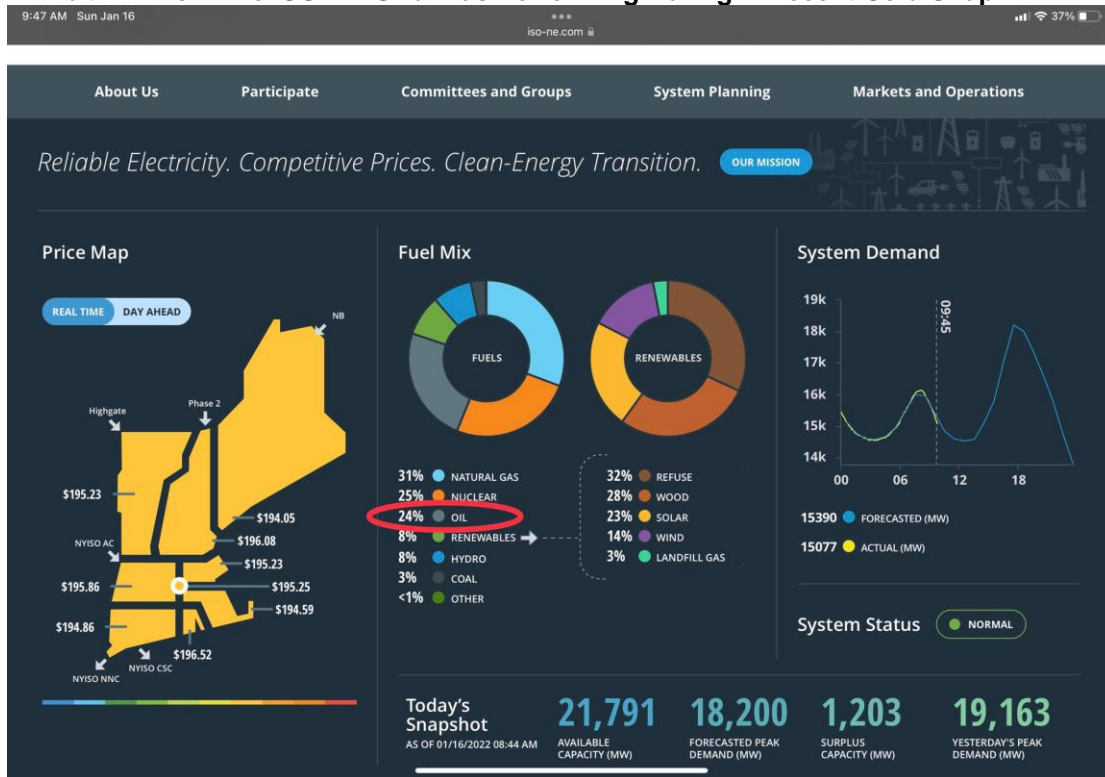 9:47 AM Sun Jan 16
iso-ne.com
37%
About Us Participate Committees and Groups System Planning Markets and Operations
Reliable Electricity. Competitive Prices. Clean-Energy Transition. OUR MISSION
Price Map
REAL TIME DAY AHEAD
NB
Phase 2
Highgate
$195.23
$194.05
NYISO AC
$196.08
$195.23
$195.86
$195.25
$194.59
$194.86
$196.52
NYISO CSC
NYISO NNC
Fuel Mix
FUELS
RENEWABLES
31% NATURAL GAS
25% NUCLEAR
24% OIL
8% RENEWABLES
8% HYDRO
3% COAL
<1% OTHER
32% REFUSE
28% WOOD
23% SOLAR
14% WIND
3% LANDFILL GAS
System Demand
19k
18k
17k
16k
15k
14k
09:45
00 06 12 18
15390 FORECASTED (MW)
15077 ACTUAL (MW)
System Status NORMAL
Today's
Snapshot
AS OF 01/16/2022 08:44 AM
21,791
AVAILABLE
CAPACITY (MW)
18,200
FORECASTED PEAK
DEMAND (MW)
1,203
SURPLUS
CAPACITY (MW)
19,163
YESTERDAY'S PEAK
DEMAND (MW)